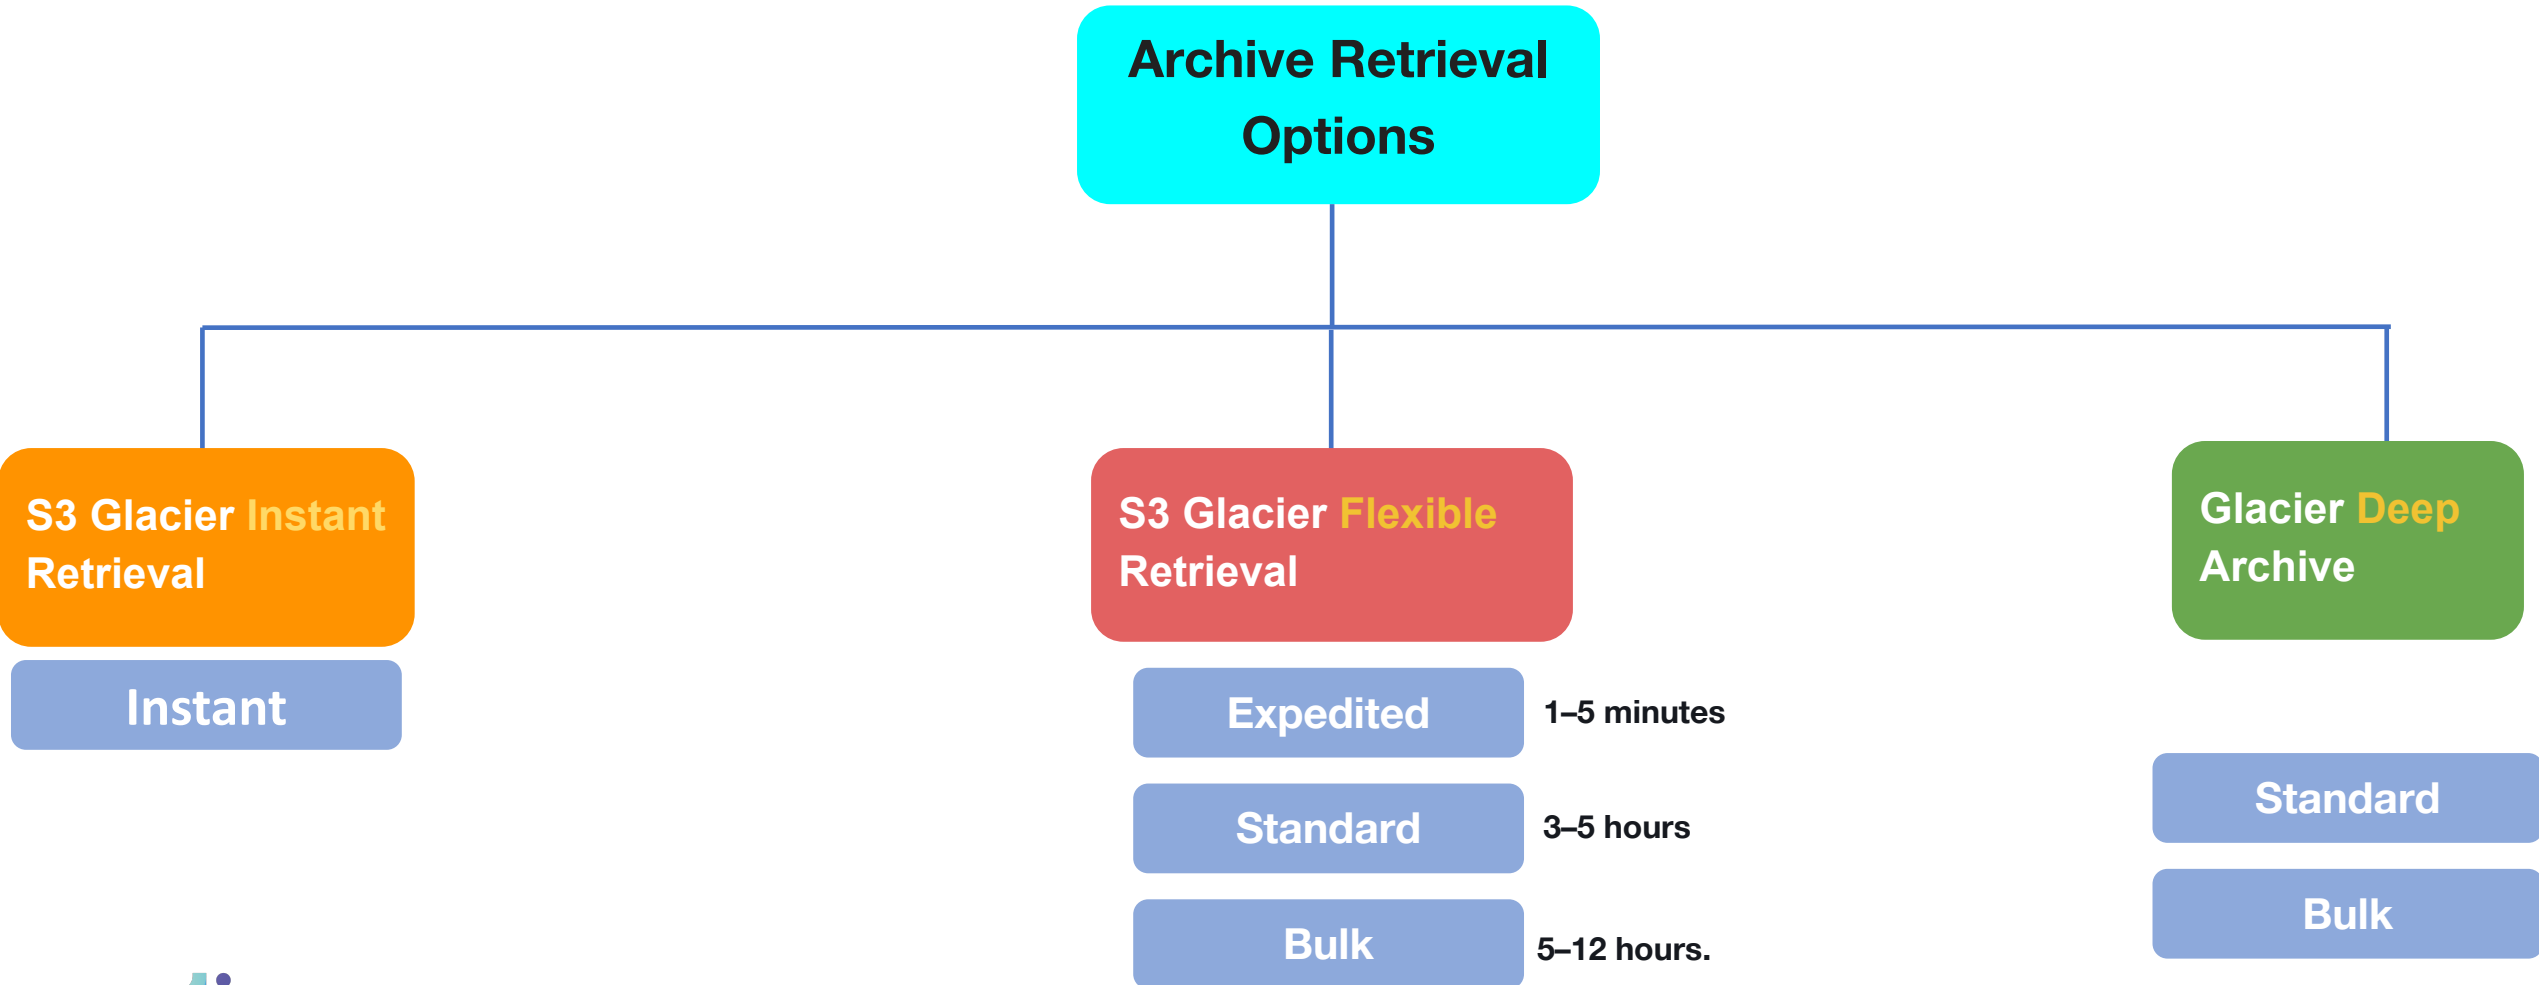 Archive Retrieval
Options
S3 Glacier Instant
Retrieval
Instant
S3 Glacier Flexible
Retrieval
Expedited
1–5 minutes
Standard
3–5 hours
Bulk
5–12 hours.
Glacier Deep
Archive
Standard
Bulk